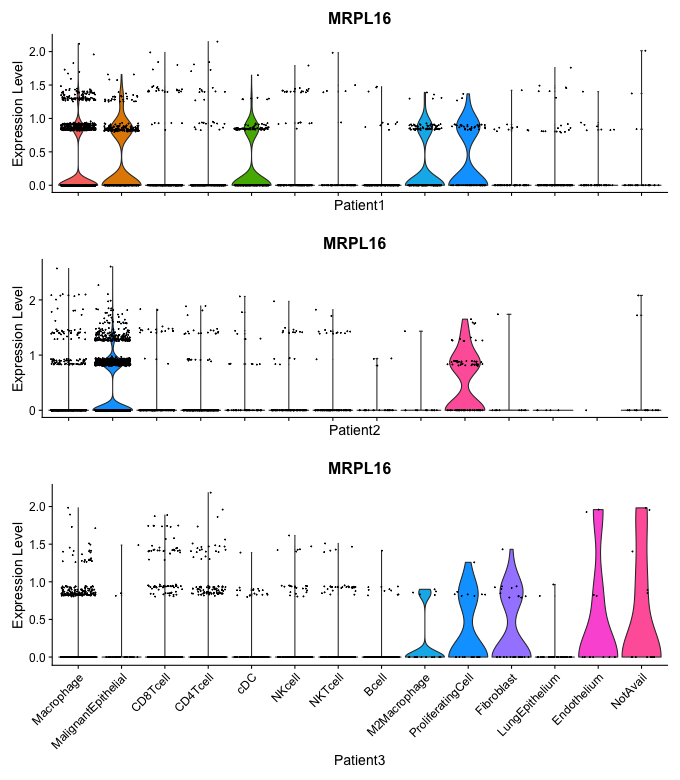 MRPL16
Expression Level
2.0
1.5
1.0
0.5
0.0
Patient1
MRPL16
Expression Level
2
1
0
Patient2
MRPL16
Expression Level
2.0
1.5
1.0
0.5
0.0
Macrophage
MalignantEpithelial
CD8Tcell
CD4Tcell
cDC
NKcell
NKTcell
Bcell
M2Macrophage
ProliferatingCell
Fibroblast
LungEpithelium
Endothelium
NotAvail
Patient3